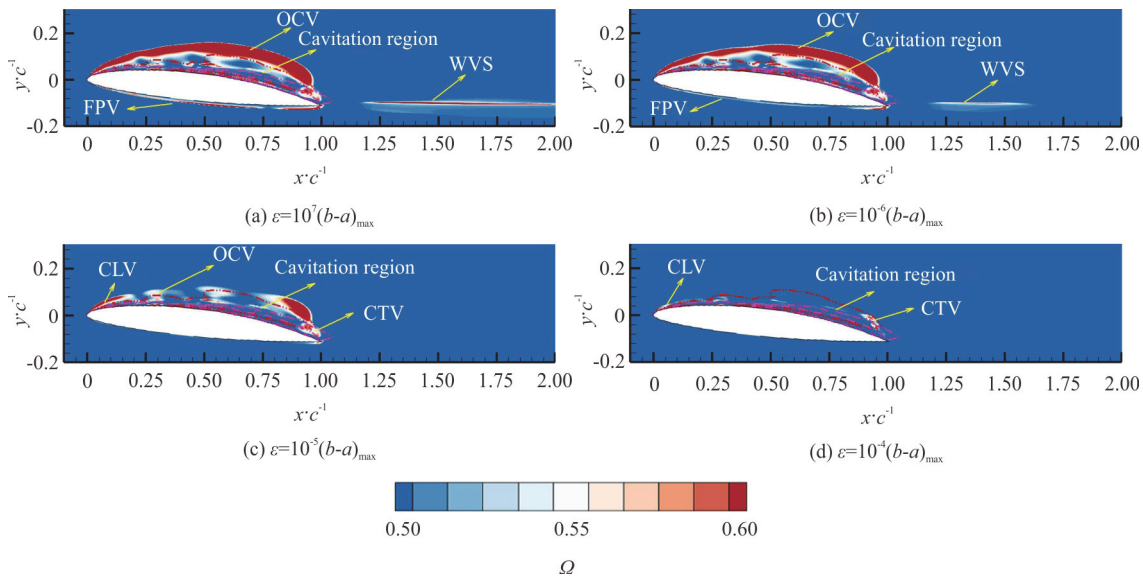 OCV
Cavitation region
WVS
FPV
0.2
0
-0.2
y·c⁻¹
0 0.25 0.50 0.75 1.00 1.25 1.50 1.75 2.00
x·c⁻¹
(a) ε=10⁷(b-a)max
OCV
Cavitation region
WVS
FPV
0.2
0
-0.2
y·c⁻¹
0 0.25 0.50 0.75 1.00 1.25 1.50 1.75 2.00
x·c⁻¹
(b) ε=10⁻⁶(b-a)max
OCV
CLV
Cavitation region
CTV
0.2
0
-0.2
y·c⁻¹
0 0.25 0.50 0.75 1.00 1.25 1.50 1.75 2.00
x·c⁻¹
(c) ε=10⁻⁵(b-a)max
CLV
Cavitation region
CTV
0.2
0
-0.2
y·c⁻¹
0 0.25 0.50 0.75 1.00 1.25 1.50 1.75 2.00
x·c⁻¹
(d) ε=10⁻⁴(b-a)max
0.50 0.55 0.60
Ω